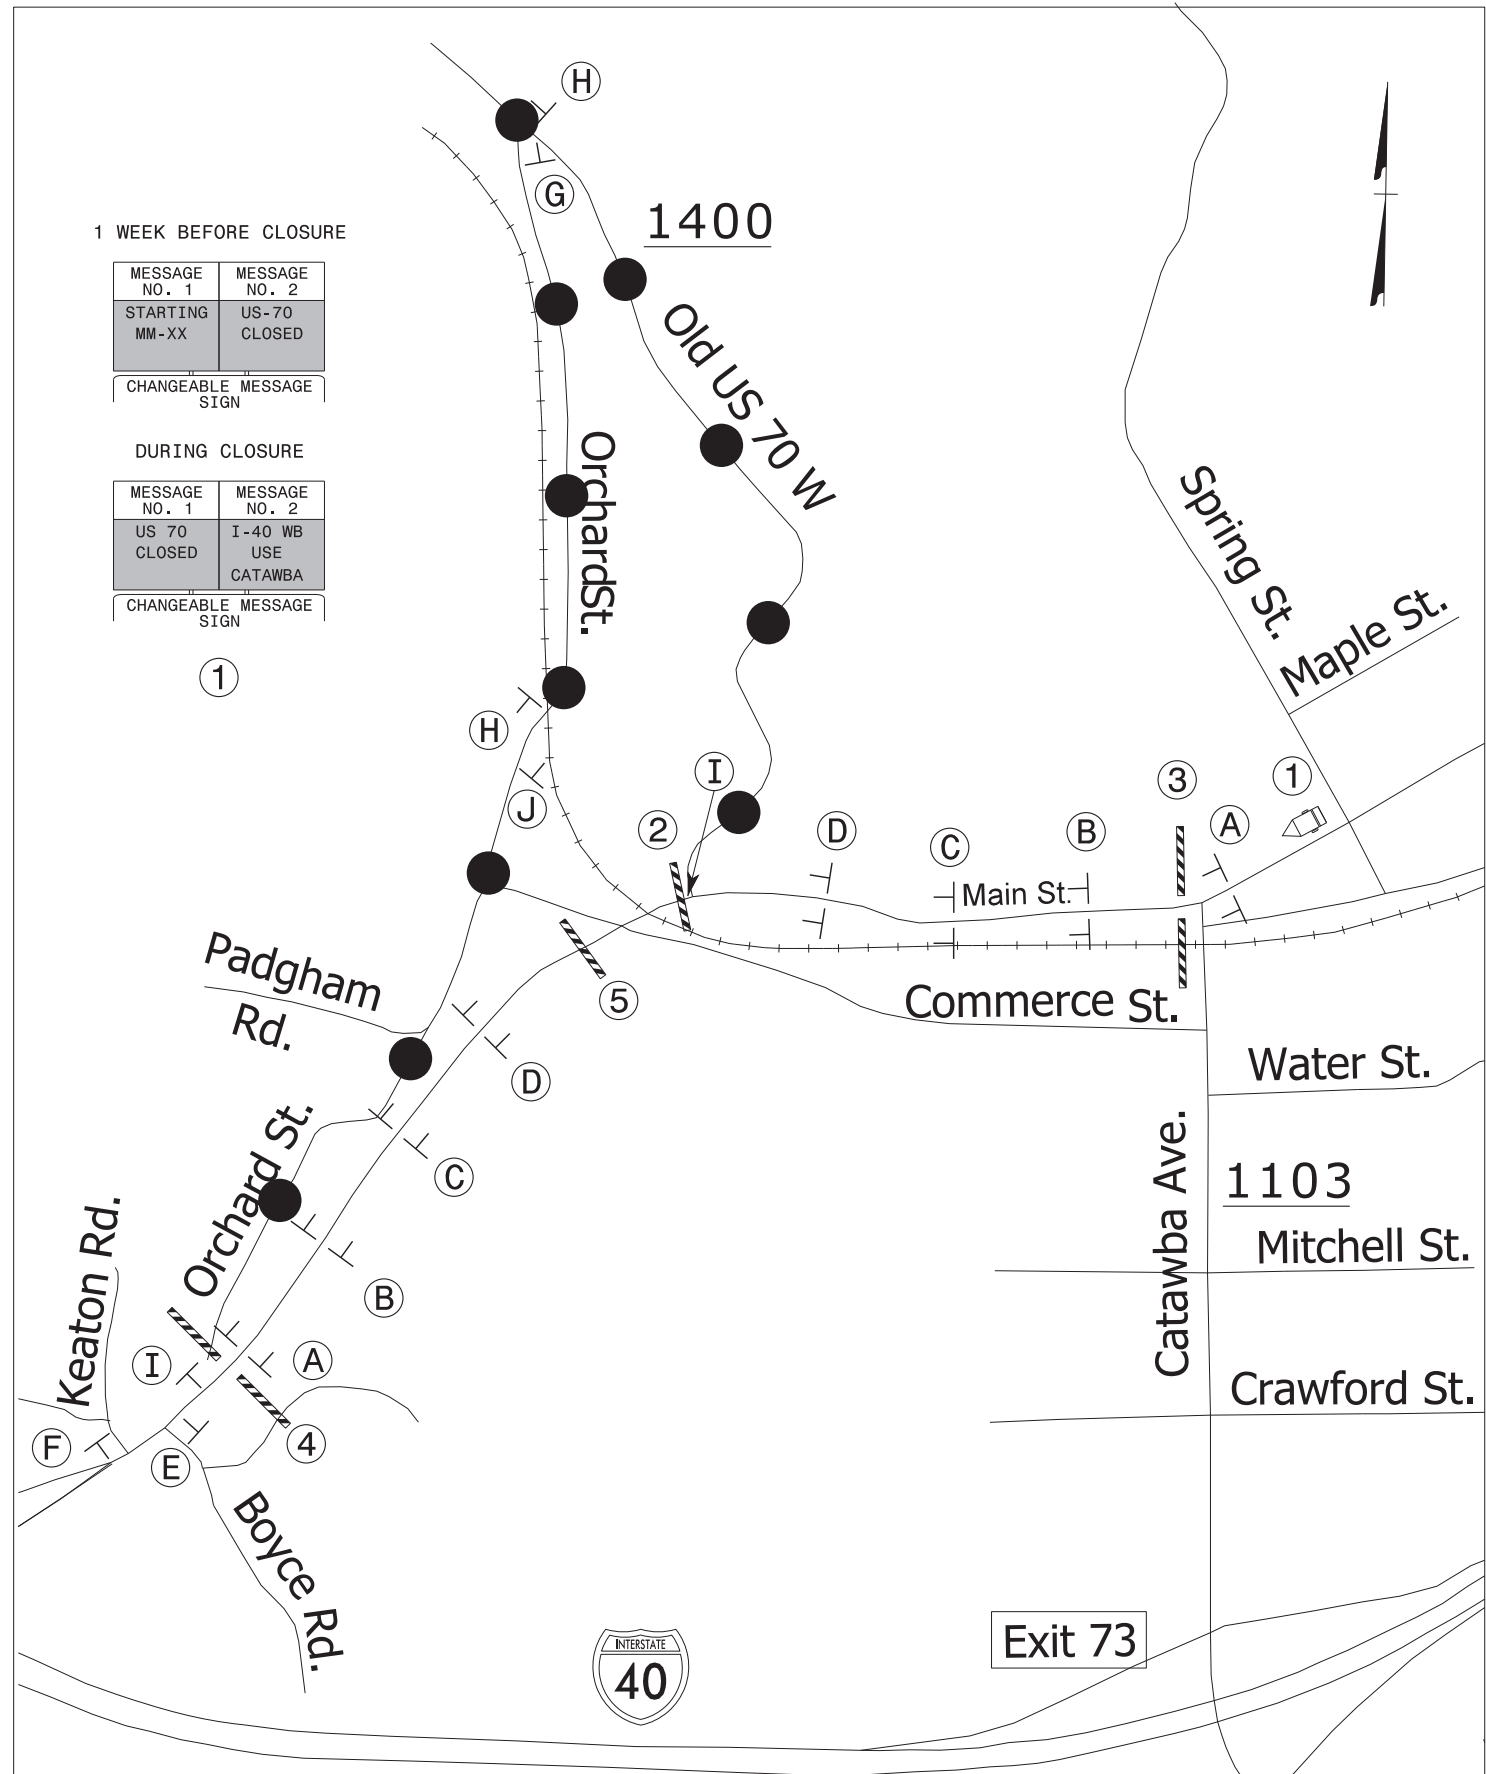 H
G
1400
1 WEEK BEFORE CLOSURE
MESSAGE NO. 1
MESSAGE NO. 2
STARTING
MM-XX
US-70
CLOSED
CHANGEABLE MESSAGE
SIGN
Old US 70 W
DURING CLOSURE
MESSAGE NO. 1
MESSAGE NO. 2
US 70
CLOSED
I-40 WB
USE
CATAWBA
CHANGEABLE MESSAGE
SIGN
1
OrchardSt.
Spring St.
Maple St.
H
J
I
2
D
C
B
3
A
1
Main St.
Padgham
Rd.
5
Commerce St.
D
Water St.
Catawba Ave.
1103
C
Orchard St.
Mitchell St.
Keaton Rd.
B
I
A
Crawford St.
F
E
4
Boyce Rd.
INTERSTATE
40
Exit 73